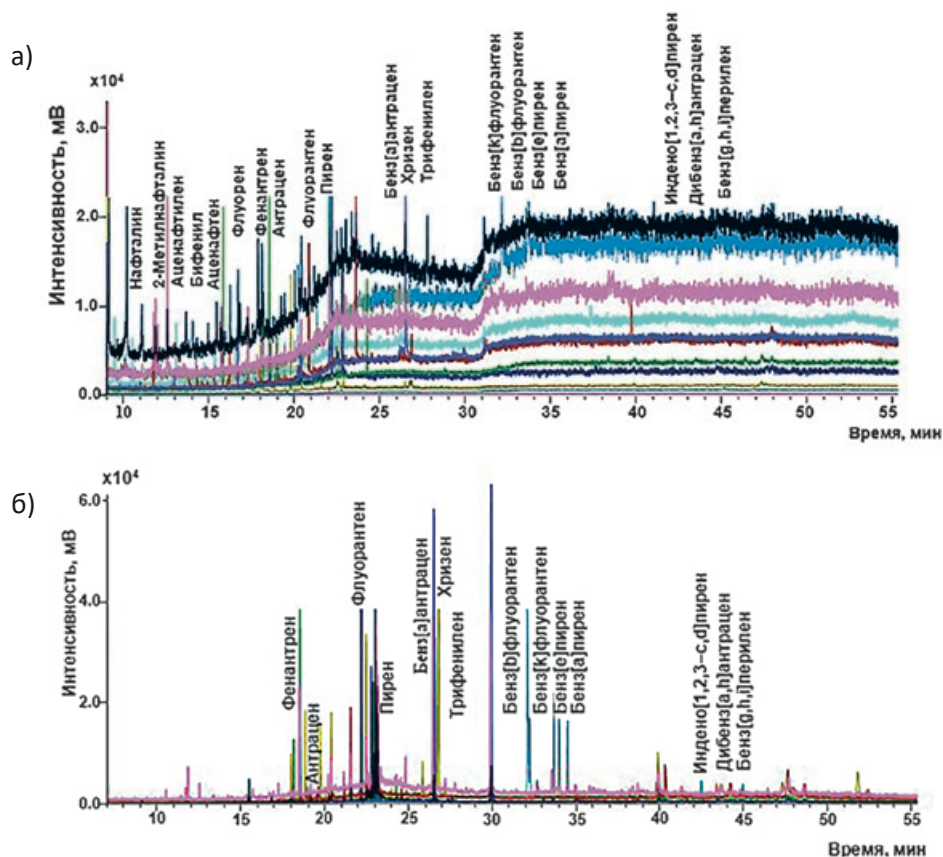 а)
x10⁴
Интенсивность, мВ
3.0
2.0
1.0
0.0
Нафталин
2-Метилнафталин
Аценафтилен
Бифенил
Аценафтен
Флуорен
Фенантрен
Антрацен
Флуорантен
Пирен
Бенз[a]антрацен
Хризен
Трифенилен
Бенз[k]флуорантен
Бенз[b]флуорантен
Бенз[e]пирен
Бенз[a]пирен
Индено[1,2,3–c,d]пирен
Дибенз[a,h]антрацен
Бенз[g,h,i]перилен
10 15 20 25 30 35 40 45 50 55
Время, мин
б)
x10⁴
Интенсивность, мВ
6.0
4.0
2.0
0.0
Фенантрен
Антрацен
Флуорантен
Пирен
Бенз[a]антрацен
Хризен
Трифенилен
Бенз[b]флуорантен
Бенз[k]флуорантен
Бенз[e]пирен
Бенз[a]пирен
Индено[1,2,3–c,d]пирен
Дибенз[a,h]антрацен
Бенз[g,h,i]перилен
10 15 20 25 30 35 40 45 50 55
Время, мин